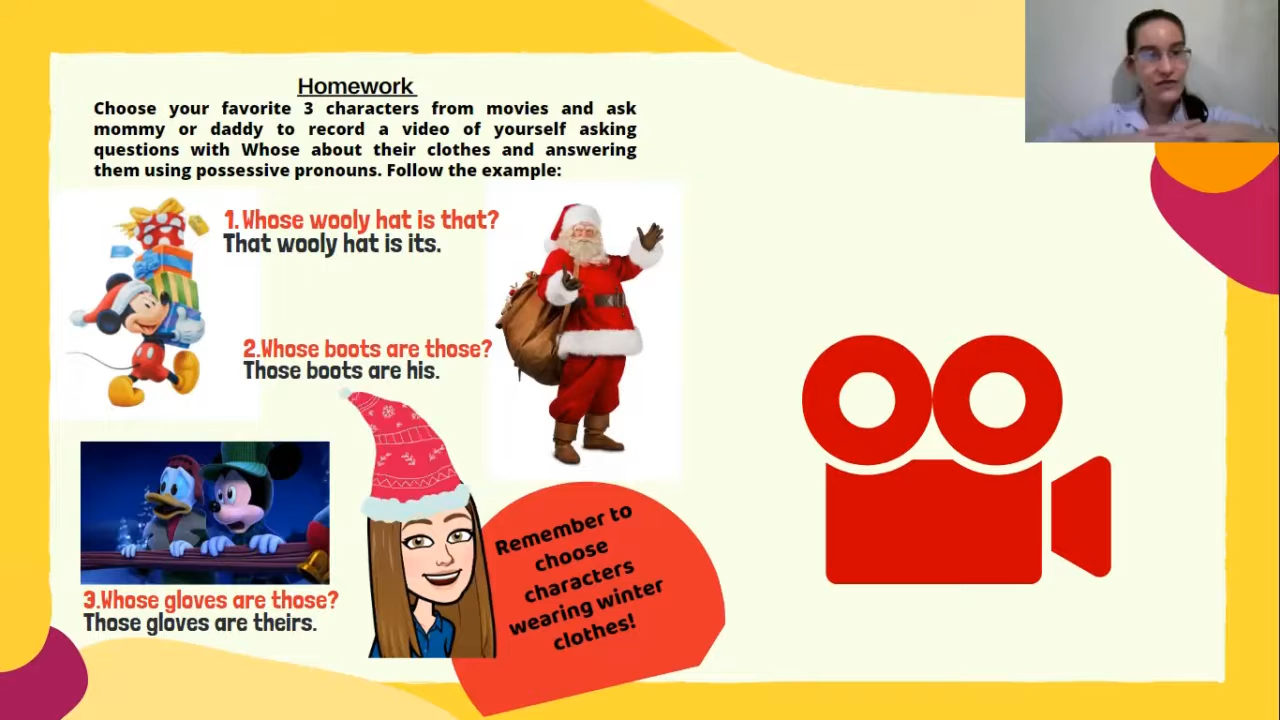 Homework
Choose your favorite 3 characters from movies and ask
mommy or daddy to record a video of yourself asking
questions with Whose about their clothes and answering
them using possessive pronouns. Follow the example:
1.Whose wooly hat is that?
That wooly hat is its.
2.Whose boots are those?
Those boots are his.
3.Whose gloves are those?
Those gloves are theirs.
Remember to
choose
characters
wearing winter
clothes!